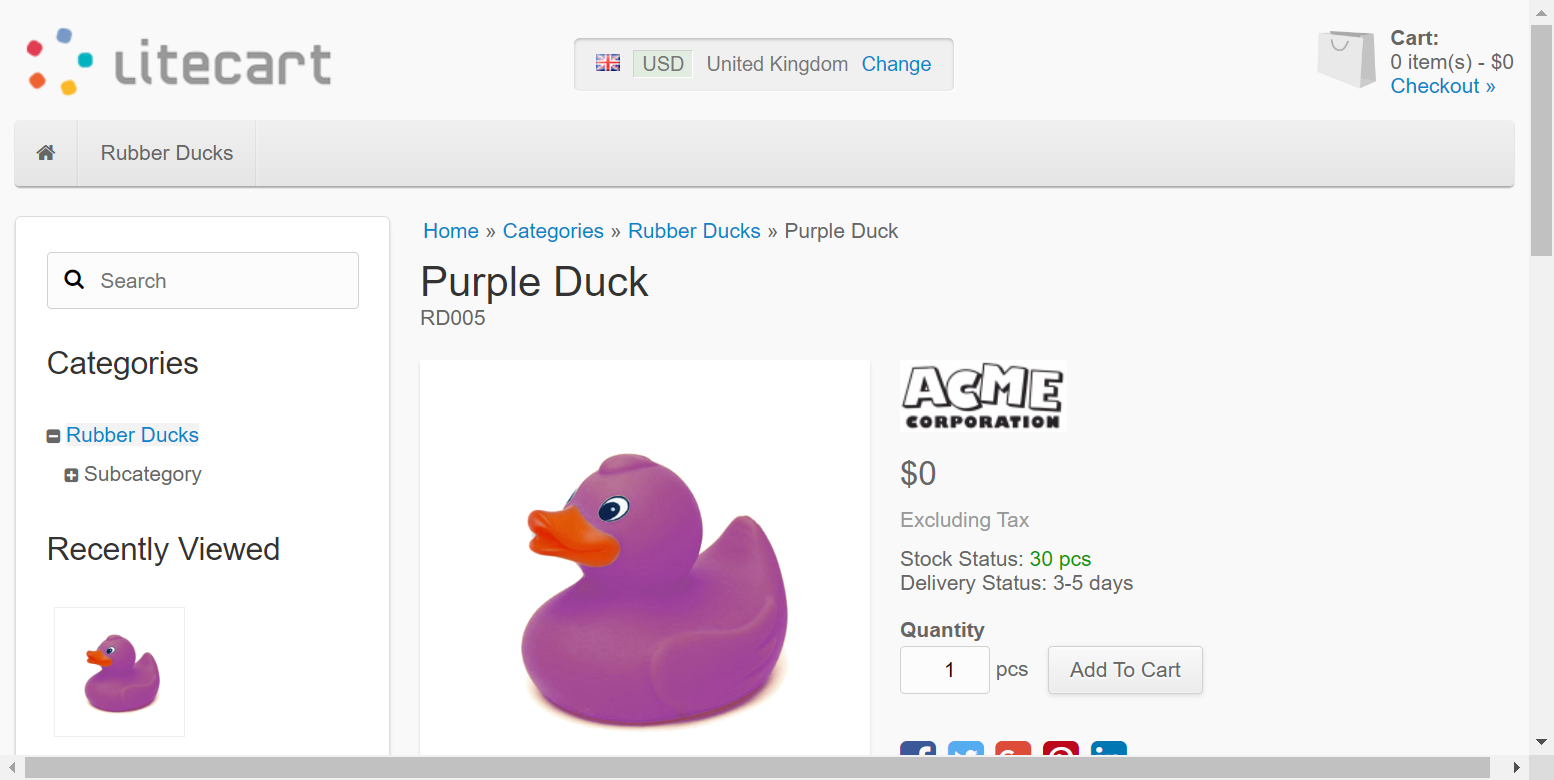 Litecart
USD United Kingdom Change
Cart:
0 item(s) - $0
Checkout »
Rubber Ducks
Search
Categories
Rubber Ducks
Subcategory
Recently Viewed
Home » Categories » Rubber Ducks » Purple Duck
Purple Duck
RD005
ACME
CORPORATION
$0
Excluding Tax
Stock Status: 30 pcs
Delivery Status: 3-5 days
Quantity
1 pcs Add To Cart